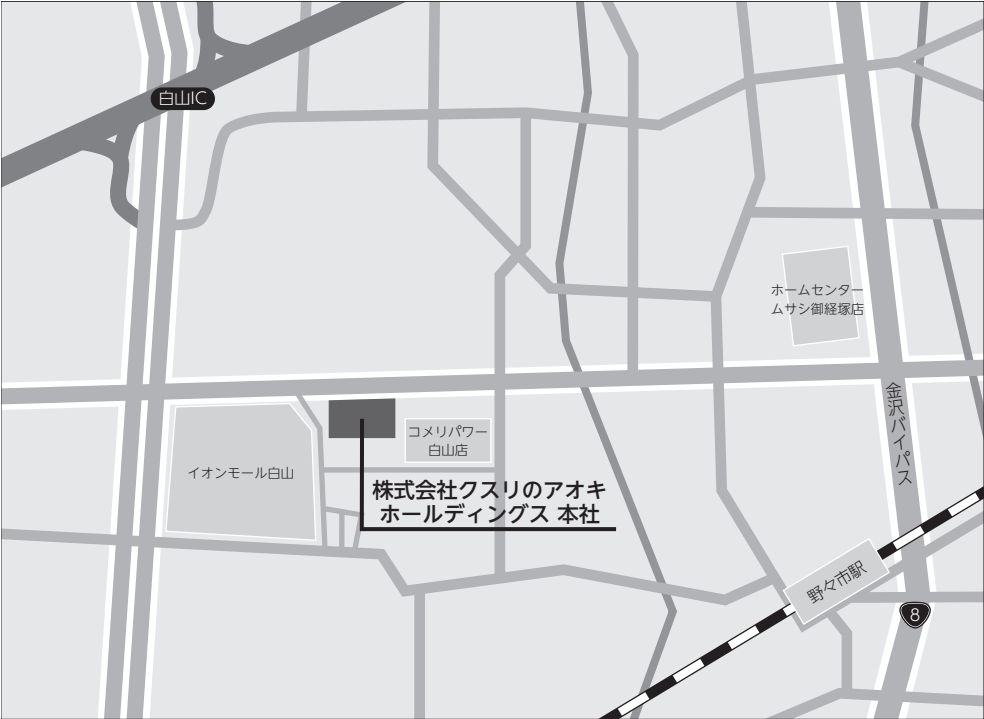 白山IC
ホームセンター
ムサシ御経塚店
金沢バイパス
コメリパワー
白山店
イオンモール白山
株式会社クスリのアオキ
ホールディングス 本社
野々市駅
8